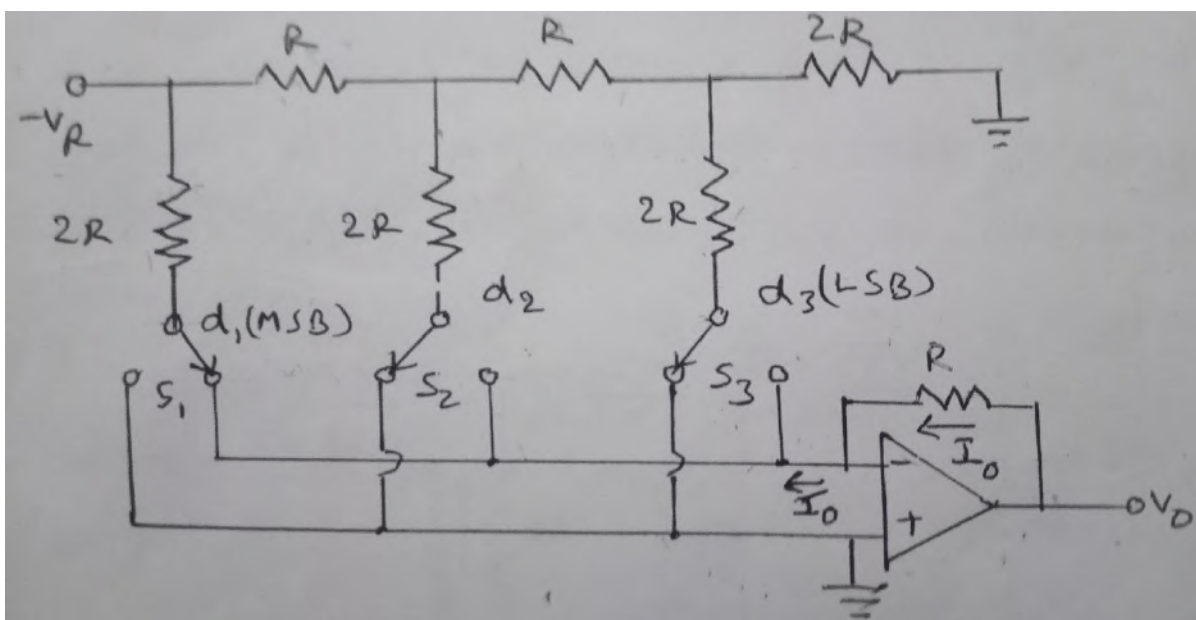 R R 2R
-VR
2R 2R 2R
d1(MSB) d2 d3(LSB)
S1 S2 S3 R
I0
I0
- +
V0